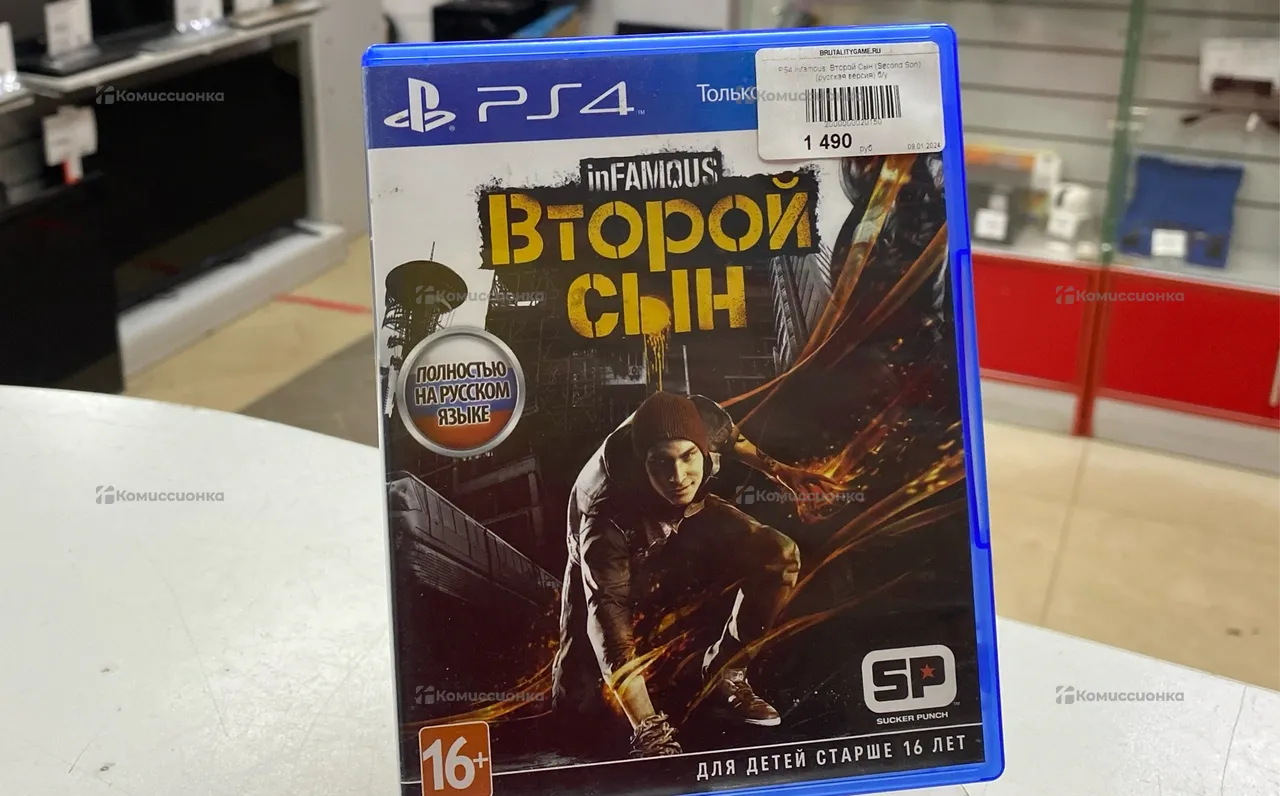 BRUTALITYGAME.RU
PS4 Infamous: Второй Сын (Second Son)
(русская версия) б/у
1 490 руб
09.01.2024
PS4
Только
inFAMOUS
ВТОРОЙ
СЫН
ПОЛНОСТЬЮ
НА РУССКОМ
ЯЗЫКЕ
SP
SUCKER PUNCH
16+
ДЛЯ ДЕТЕЙ СТАРШЕ 16 ЛЕТ
Комиссионка
Комиссионка
Комиссионка
Комиссионка
Комиссионка
Комиссионка
Комиссионка
Комиссионка